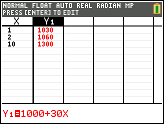 NORMAL FLOAT AUTO REAL RADIAN MP
PRESS [ENTER] TO EDIT
X Y1
1 1030
2 1060
10 1300
Y1=1000+30X